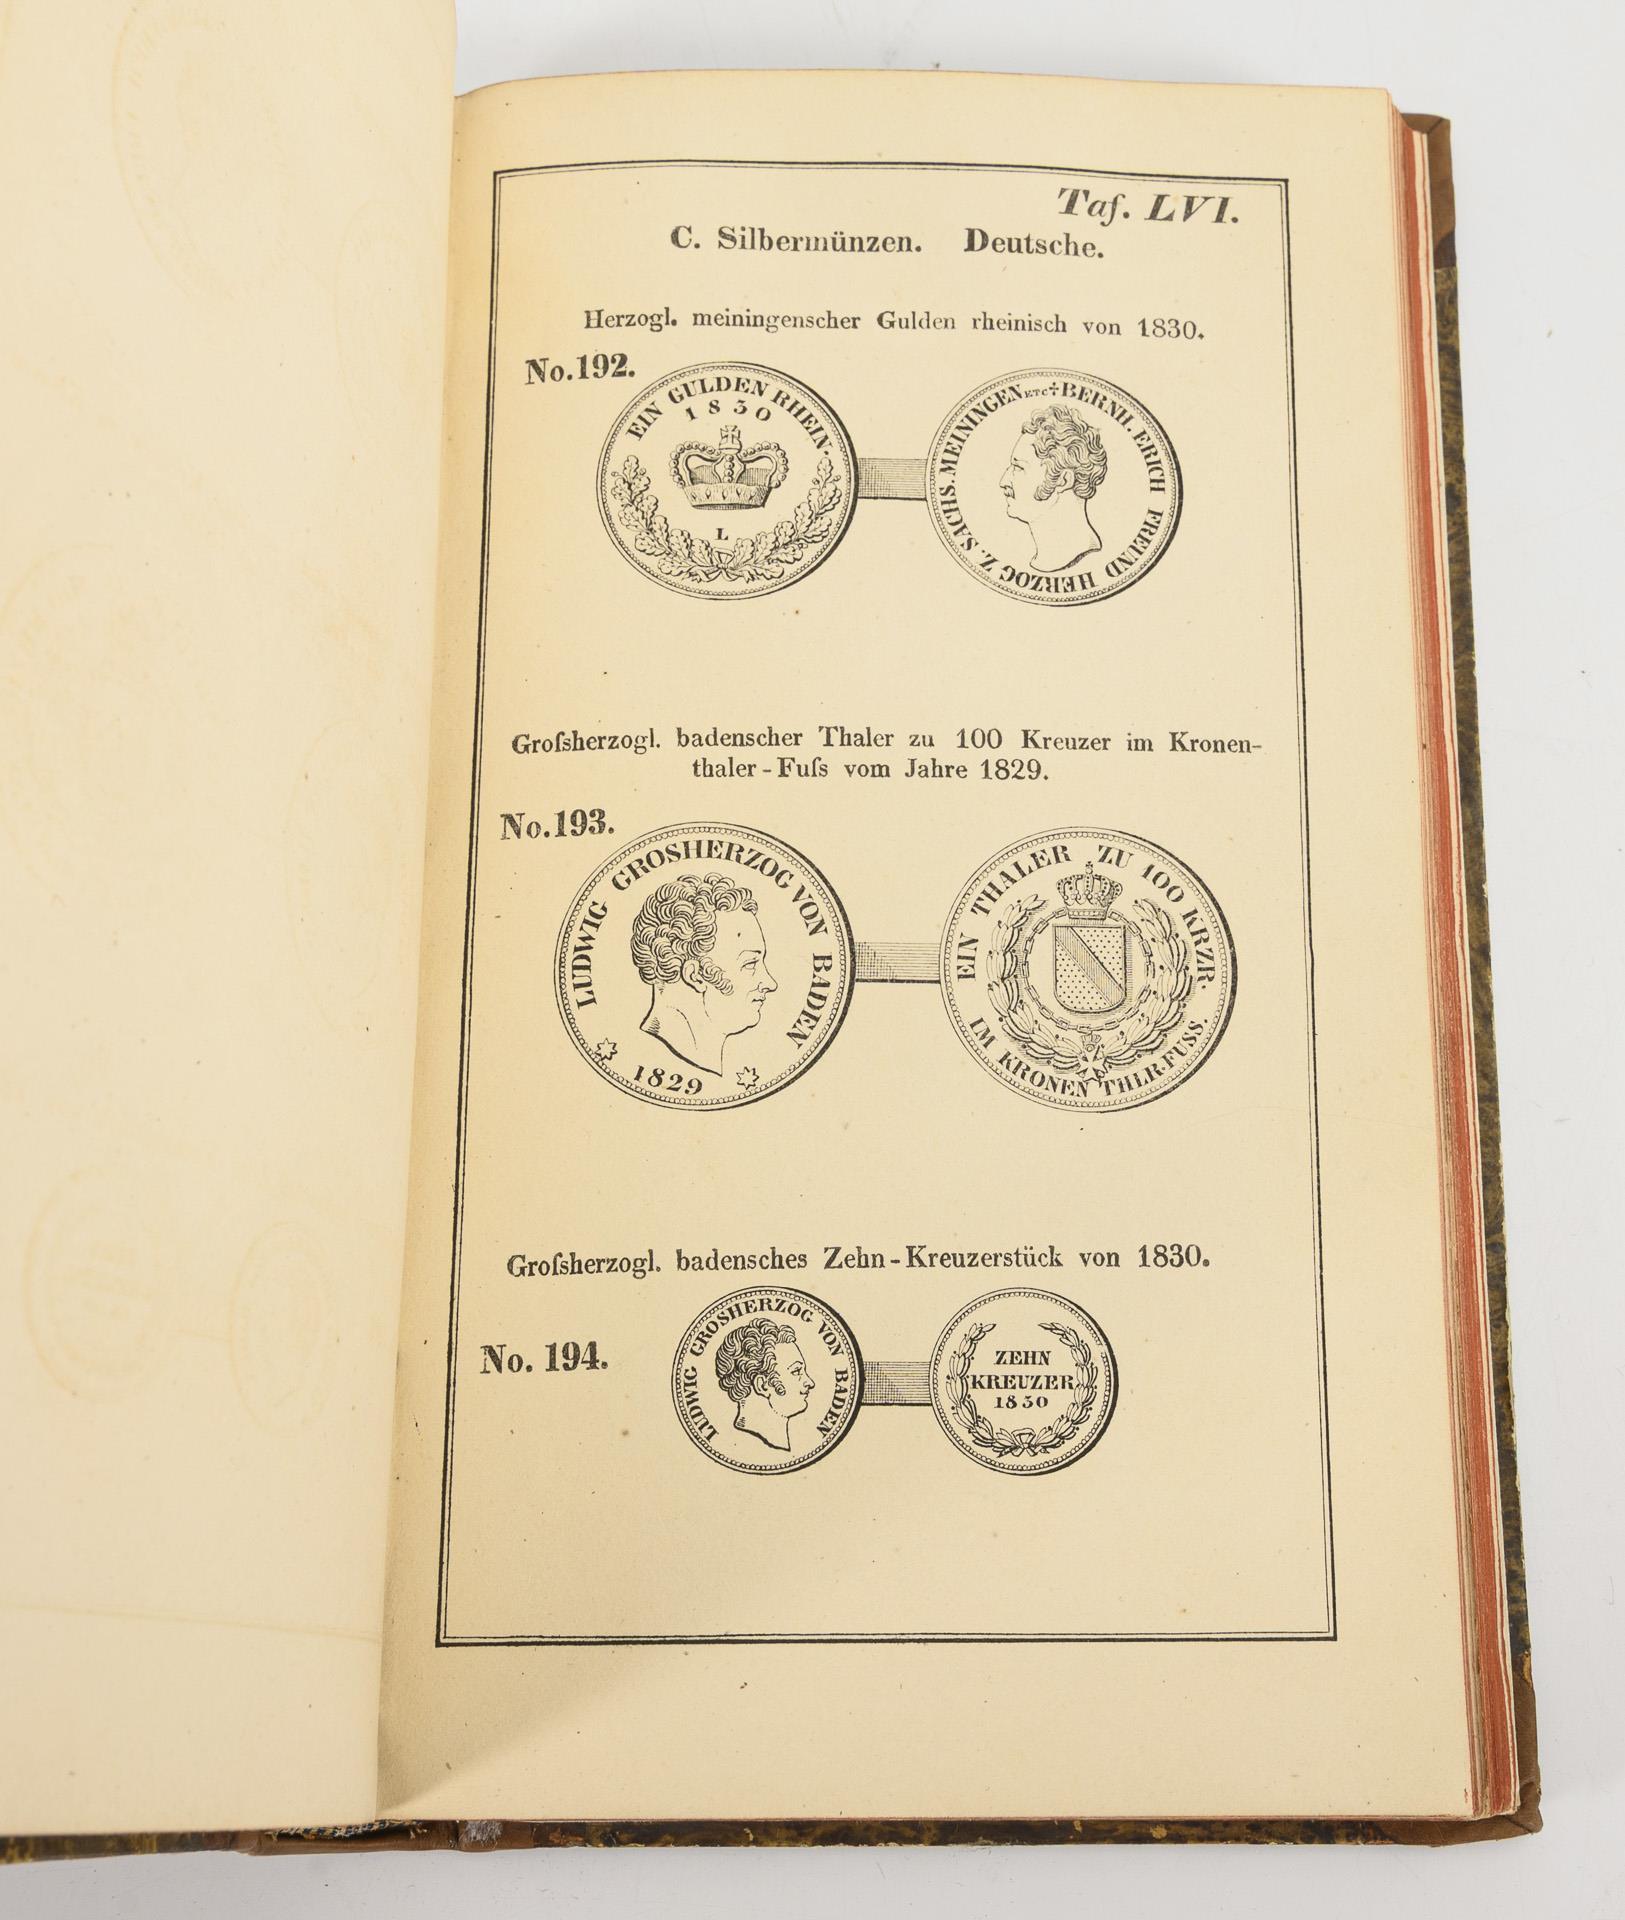 Taf. LVI.
C. Silbermünzen. Deutsche.
Herzogl. meiningenscher Gulden rheinisch von 1830.
No.192.
EIN GULDEN RHEIN.
1830
L
BERNH. ERICH FREUND HERZOG Z. SACHS. MEININGEN ETC
Groſsherzogl. badenscher Thaler zu 100 Kreuzer im Kronen-
thaler-Fuſs vom Jahre 1829.
No.193.
LUDWIG GROSHERZOG VON BADEN
1829
EIN THALER ZU 100 KRZR.
IM KRONEN THLR. FUSS.
Groſsherzogl. badensches Zehn-Kreuzerstück von 1830.
No. 194.
LUDWIG GROSHERZOG VON BADEN
ZEHN
KREUZER
1830